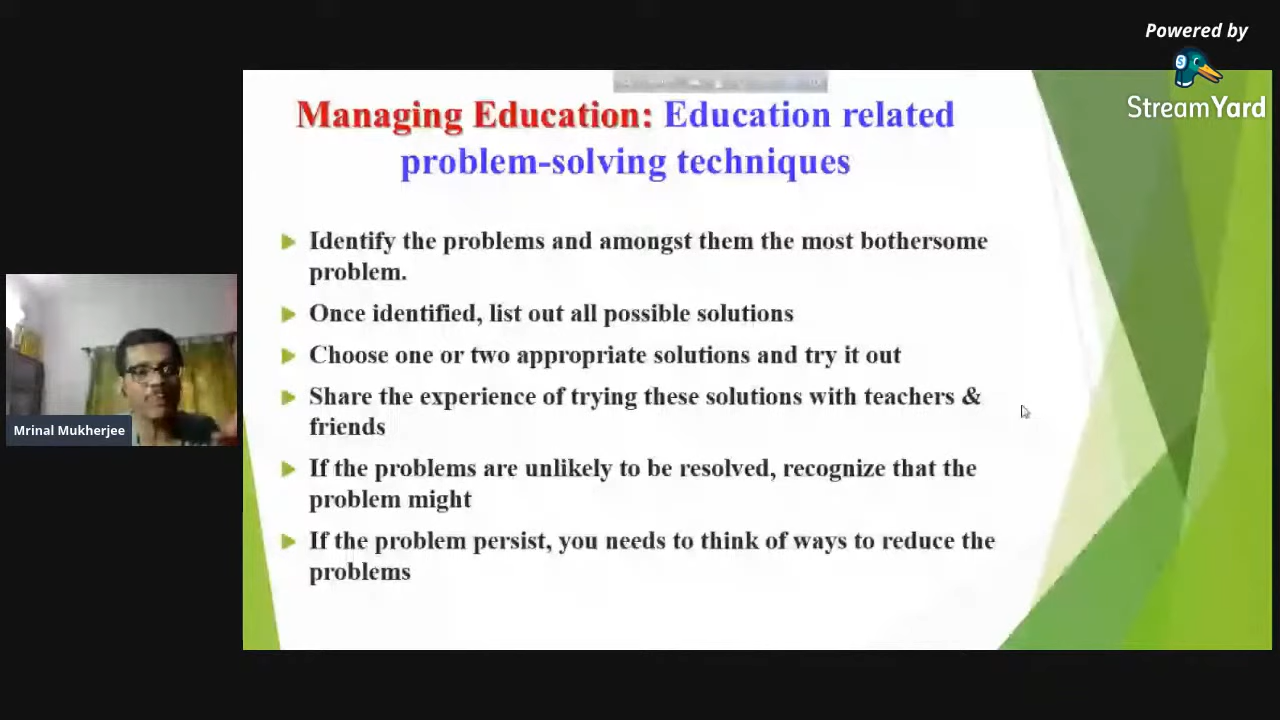 Powered by
StreamYard
Managing Education: Education related
problem-solving techniques
Identify the problems and amongst them the most bothersome
problem.
Once identified, list out all possible solutions
Choose one or two appropriate solutions and try it out
Share the experience of trying these solutions with teachers &
friends
If the problems are unlikely to be resolved, recognize that the
problem might
If the problem persist, you needs to think of ways to reduce the
problems
Mrinal Mukherjee